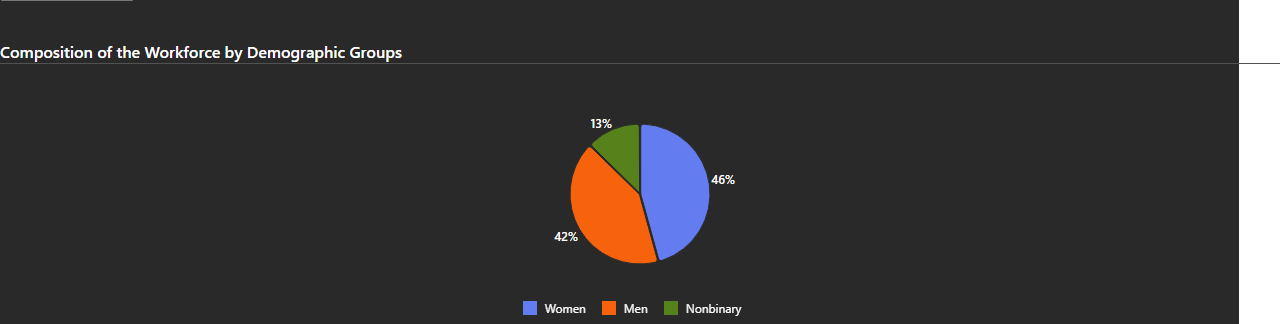 Composition of the Workforce by Demographic Groups
13%
46%
42%
Women Men Nonbinary